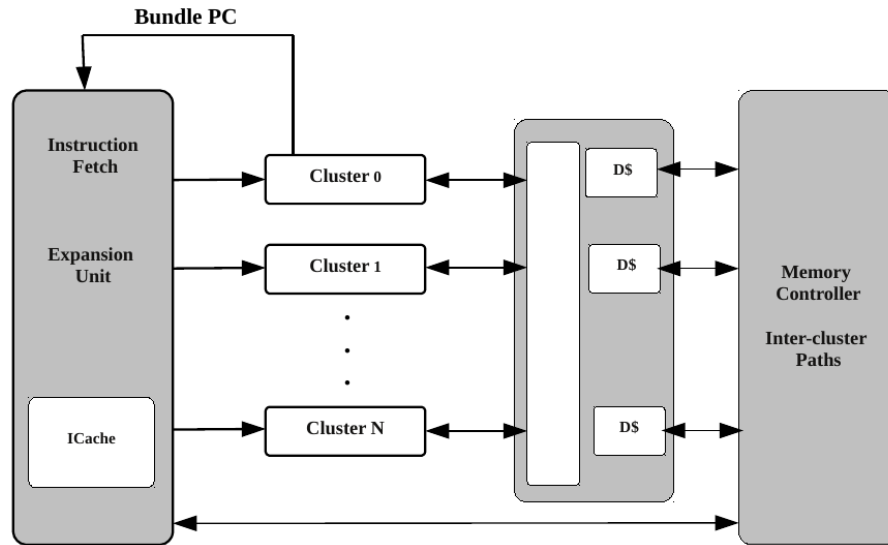 Bundle PC
Instruction
Fetch
Expansion
Unit
ICache
Cluster 0
Cluster 1
Cluster N
D$
D$
D$
Memory
Controller
Inter-cluster
Paths